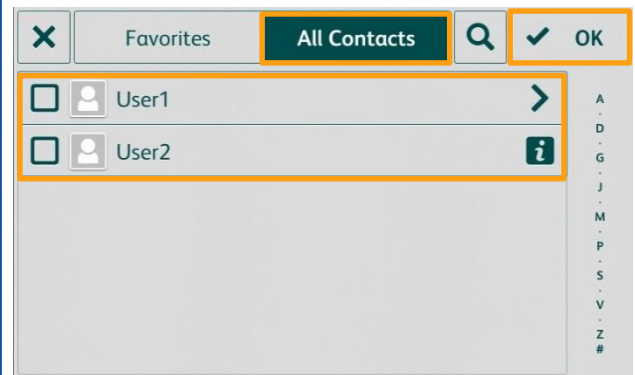 Favorites
All Contacts
OK
User1
User2
A
D
G
J
M
P
S
V
Z
#